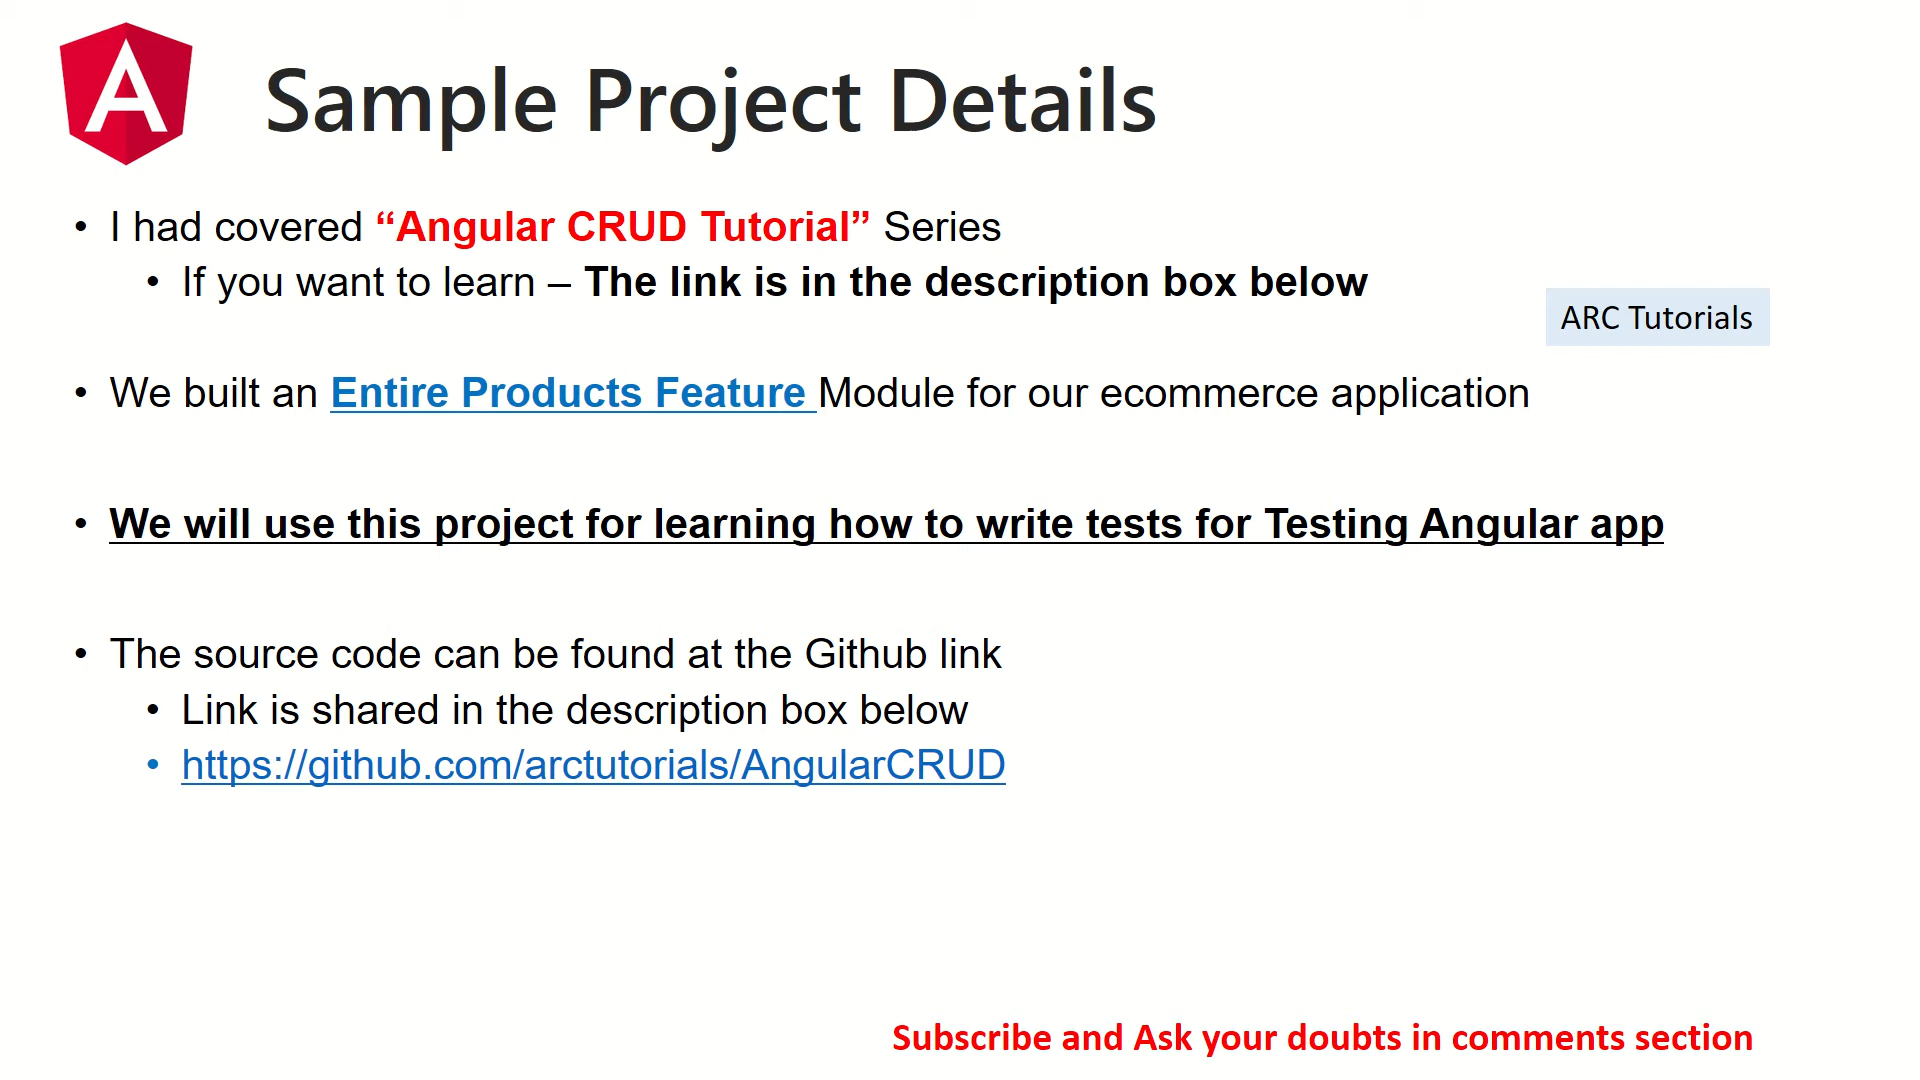 Sample Project Details
• I had covered “Angular CRUD Tutorial” Series
• If you want to learn – The link is in the description box below
ARC Tutorials
• We built an Entire Products Feature Module for our ecommerce application
• We will use this project for learning how to write tests for Testing Angular app
• The source code can be found at the Github link
• Link is shared in the description box below
• https://github.com/arctutorials/AngularCRUD
Subscribe and Ask your doubts in comments section